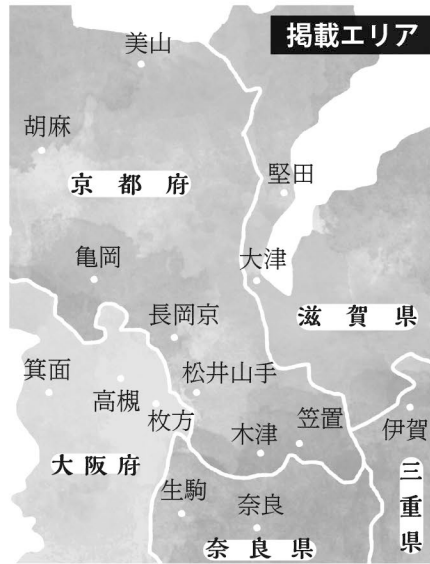 掲載エリア
美山
胡麻
京都府
堅田
亀岡
大津
長岡京
滋賀県
箕面
高槻
松井山手
枚方
木津
笠置
伊賀
大阪府
三重県
生駒
奈良
奈良県